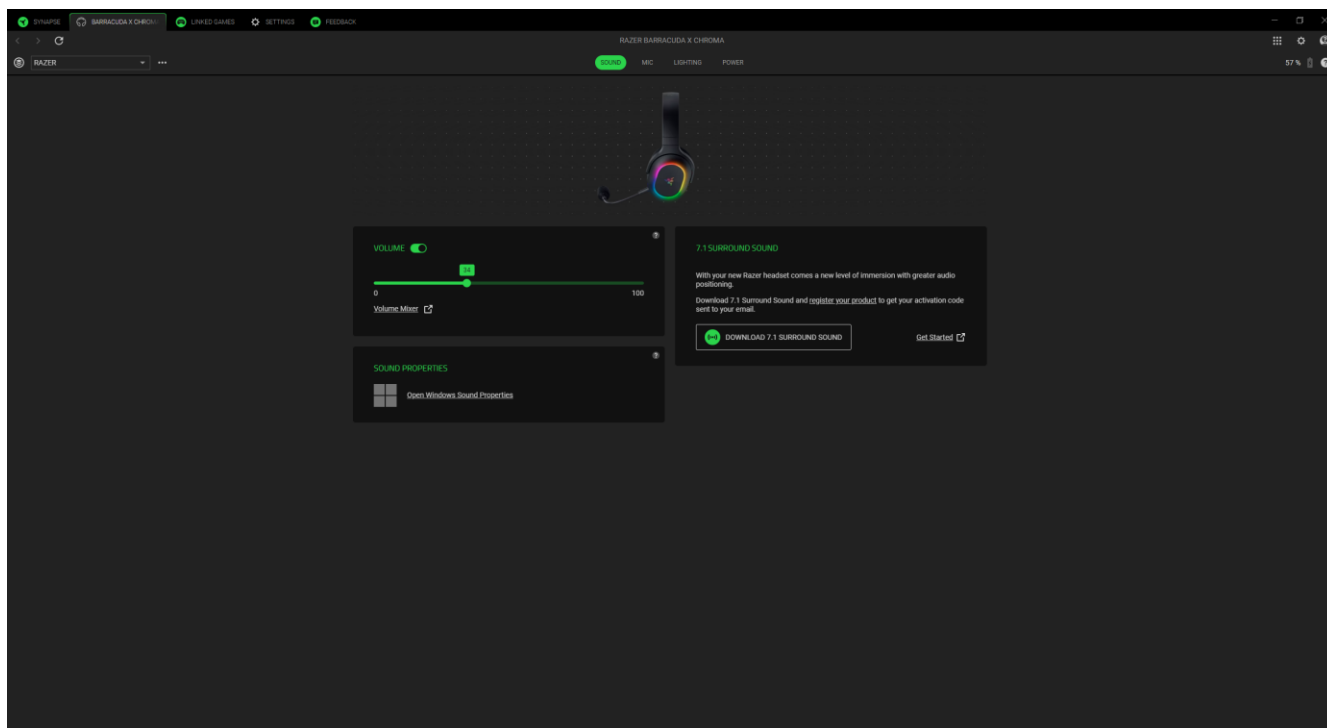 SYNAPSE
BARRACUDA X CHROMA
LINKED GAMES
SETTINGS
FEEDBACK
RAZER BARRACUDA X CHROMA
RAZER
SOUND
MIC
LIGHTING
POWER
57 %
VOLUME
34
0
100
Volume Mixer
SOUND PROPERTIES
Open Windows Sound Properties
7.1 SURROUND SOUND
With your new Razer headset comes a new level of immersion with greater audio
positioning.
Download 7.1 Surround Sound and register your product to get your activation code
sent to your email.
DOWNLOAD 7.1 SURROUND SOUND
Get Started